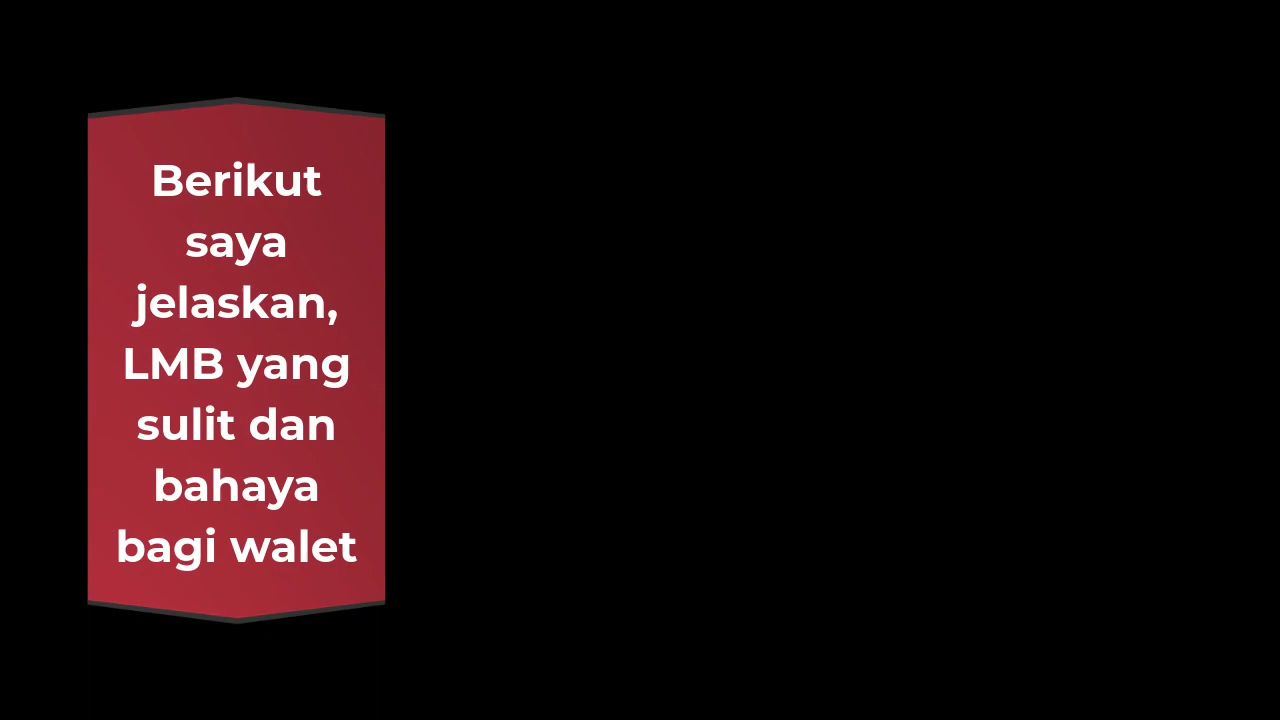 Berikut
saya
jelaskan,
LMB yang
sulit dan
bahaya
bagi walet